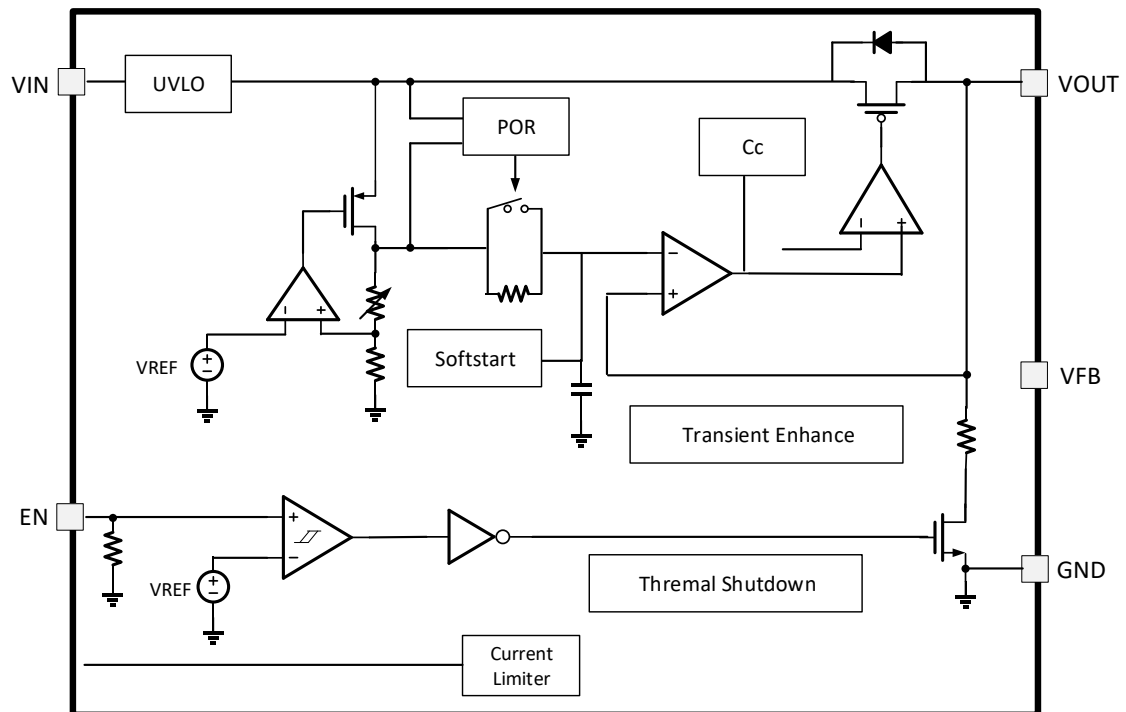 VIN
UVLO
VOUT
POR
Cc
VREF
Softstart
VFB
Transient Enhance
EN
VREF
Thremal Shutdown
GND
Current
Limiter